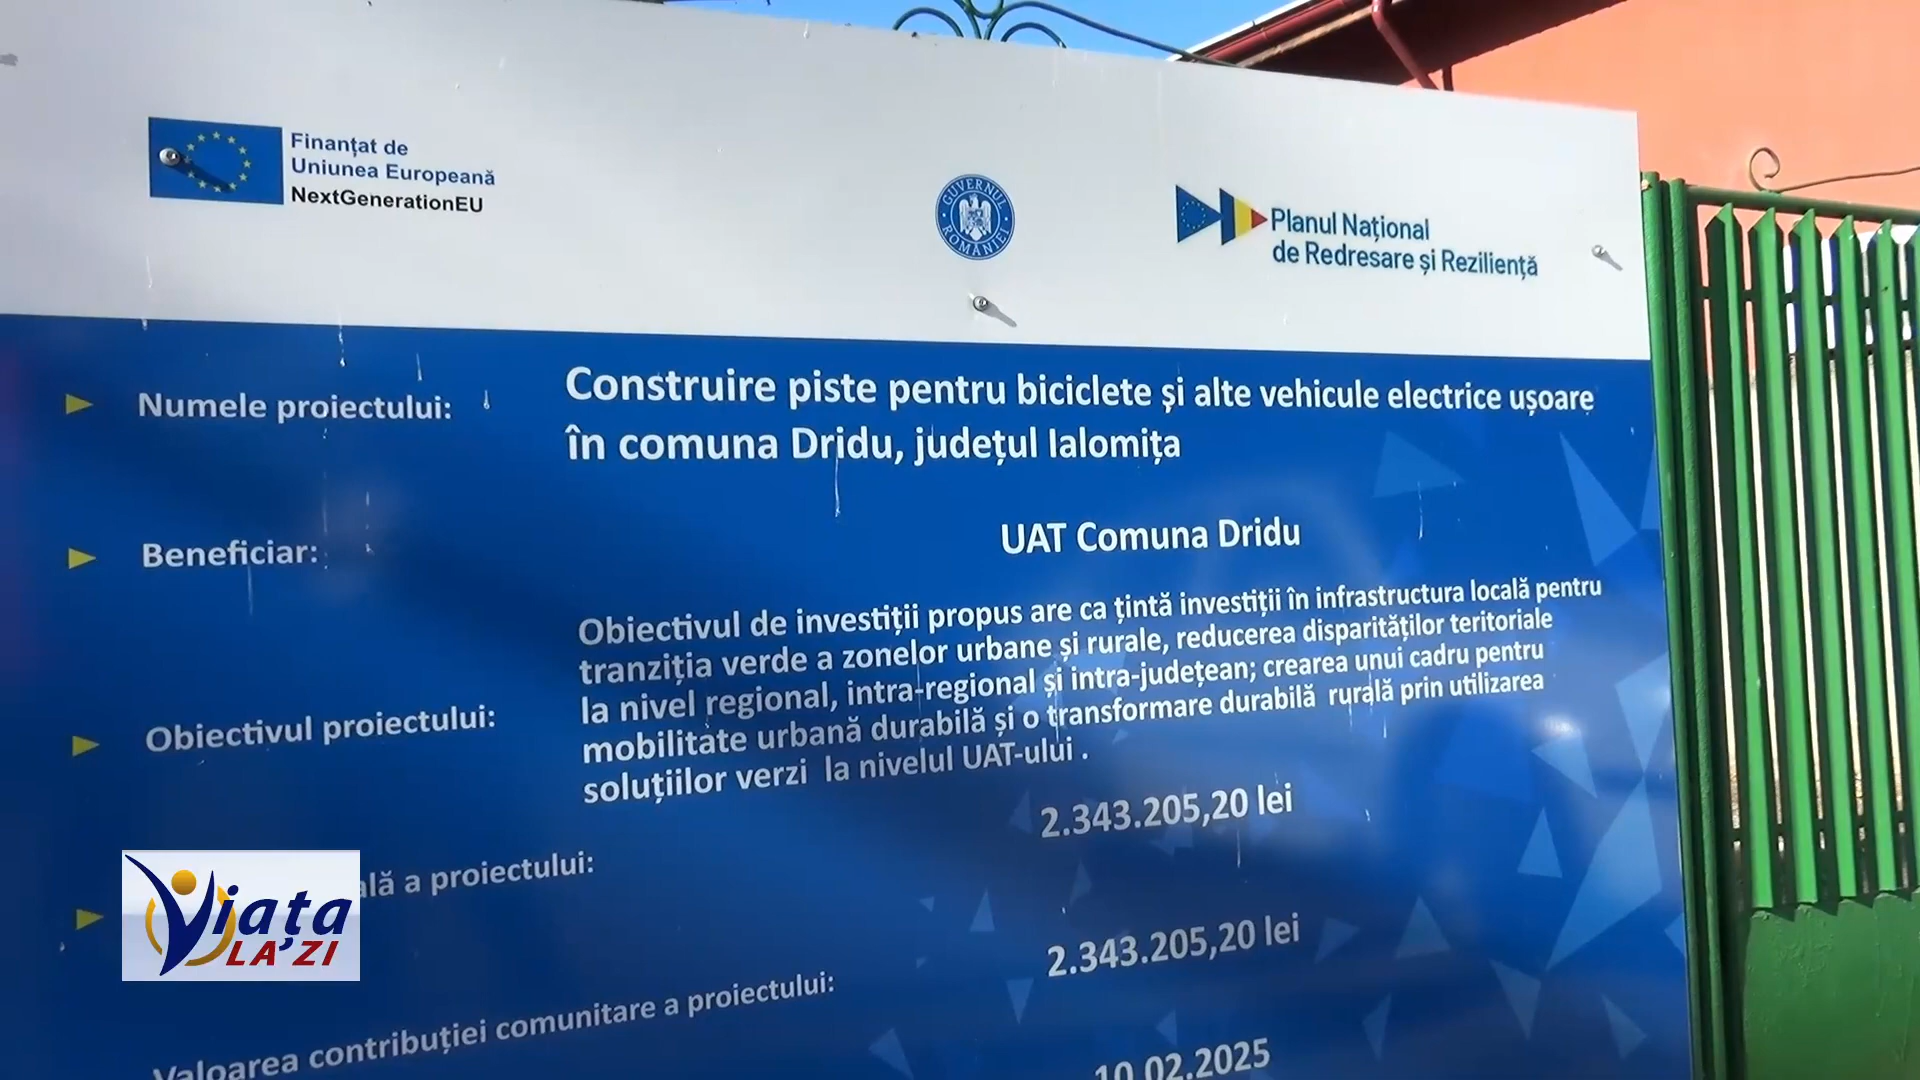 Finanțat de
Uniunea Europeană
NextGenerationEU
GUVERNUL ROMÂNIEI
Planul Național
de Redresare și Reziliență
Numele proiectului:
Construire piste pentru biciclete și alte vehicule electrice ușoare
în comuna Dridu, județul Ialomița
Beneficiar:
UAT Comuna Dridu
Obiectivul proiectului:
Obiectivul de investiții propus are ca țintă investiții în infrastructura locală pentru
tranziția verde a zonelor urbane și rurale, reducerea disparităților teritoriale
la nivel regional, intra-regional și intra-județean; crearea unui cadru pentru
mobilitate urbană durabilă și o transformare durabilă rurală prin utilizarea
soluțiilor verzi la nivelul UAT-ului .
ală a proiectului:
2.343.205,20 lei
Valoarea contribuției comunitare a proiectului:
2.343.205,20 lei
10.02.2025
Viața
LA ZI